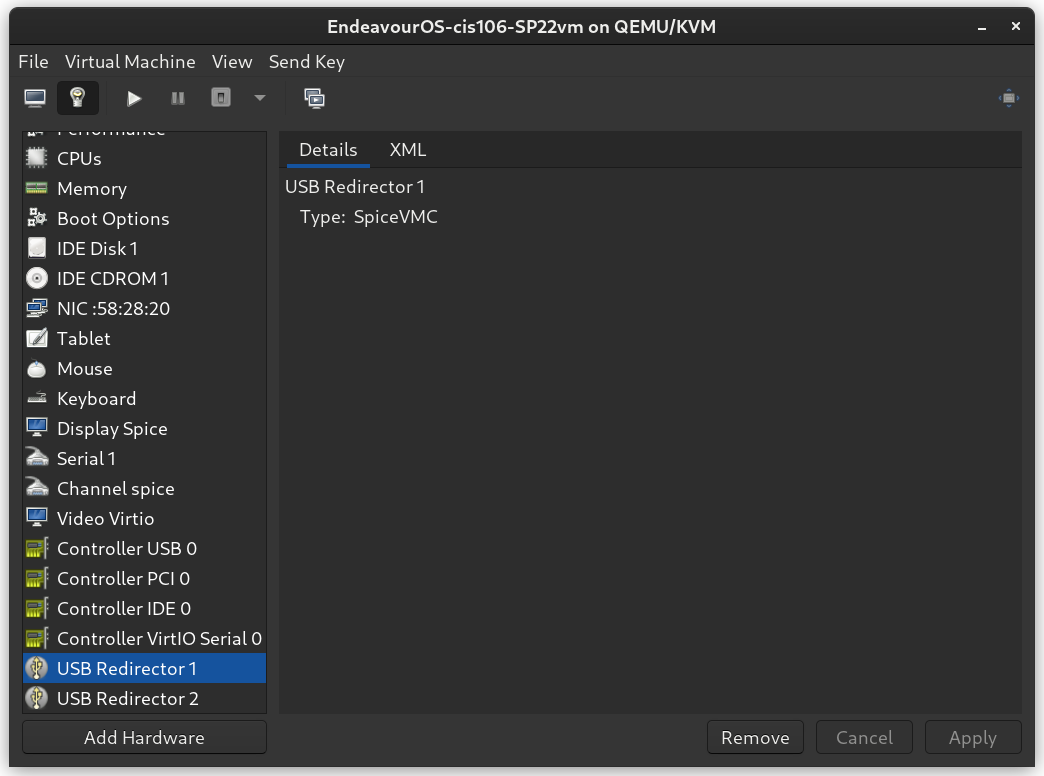 EndeavourOS-cis106-SP22vm on QEMU/KVM
File Virtual Machine View Send Key
Performance
CPUs
Memory
Boot Options
IDE Disk 1
IDE CDROM 1
NIC :58:28:20
Tablet
Mouse
Keyboard
Display Spice
Serial 1
Channel spice
Video Virtio
Controller USB 0
Controller PCI 0
Controller IDE 0
Controller VirtIO Serial 0
USB Redirector 1
USB Redirector 2
Add Hardware
Details XML
USB Redirector 1
Type: SpiceVMC
Remove Cancel Apply